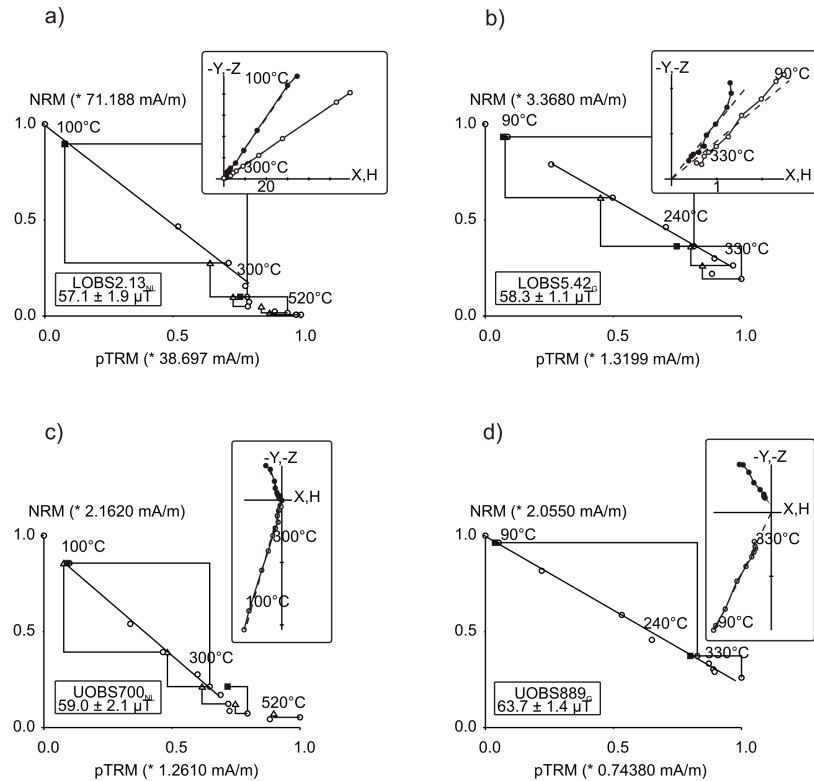 a)
-Y,-Z
100°C
300°C
20
X,H
NRM (* 71.188 mA/m)
1.0
100°C
0.5
300°C
LOBS2.13NL
57.1 ± 1.9 µT
520°C
0.0
0.0
0.5
1.0
pTRM (* 38.697 mA/m)
b)
-Y,-Z
90°C
330°C
1
X,H
NRM (* 3.3680 mA/m)
1.0
90°C
0.5
240°C
330°C
LOBS5.42G
58.3 ± 1.1 µT
0.0
0.0
0.5
1.0
pTRM (* 1.3199 mA/m)
c)
-Y,-Z
X,H
300°C
100°C
NRM (* 2.1620 mA/m)
1.0
100°C
0.5
300°C
UOBS700NL
59.0 ± 2.1 µT
520°C
0.0
0.0
0.5
1.0
pTRM (* 1.2610 mA/m)
d)
-Y,-Z
X,H
330°C
90°C
NRM (* 2.0550 mA/m)
1.0
90°C
0.5
240°C
330°C
UOBS889G
63.7 ± 1.4 µT
0.0
0.0
0.5
1.0
pTRM (* 0.74380 mA/m)